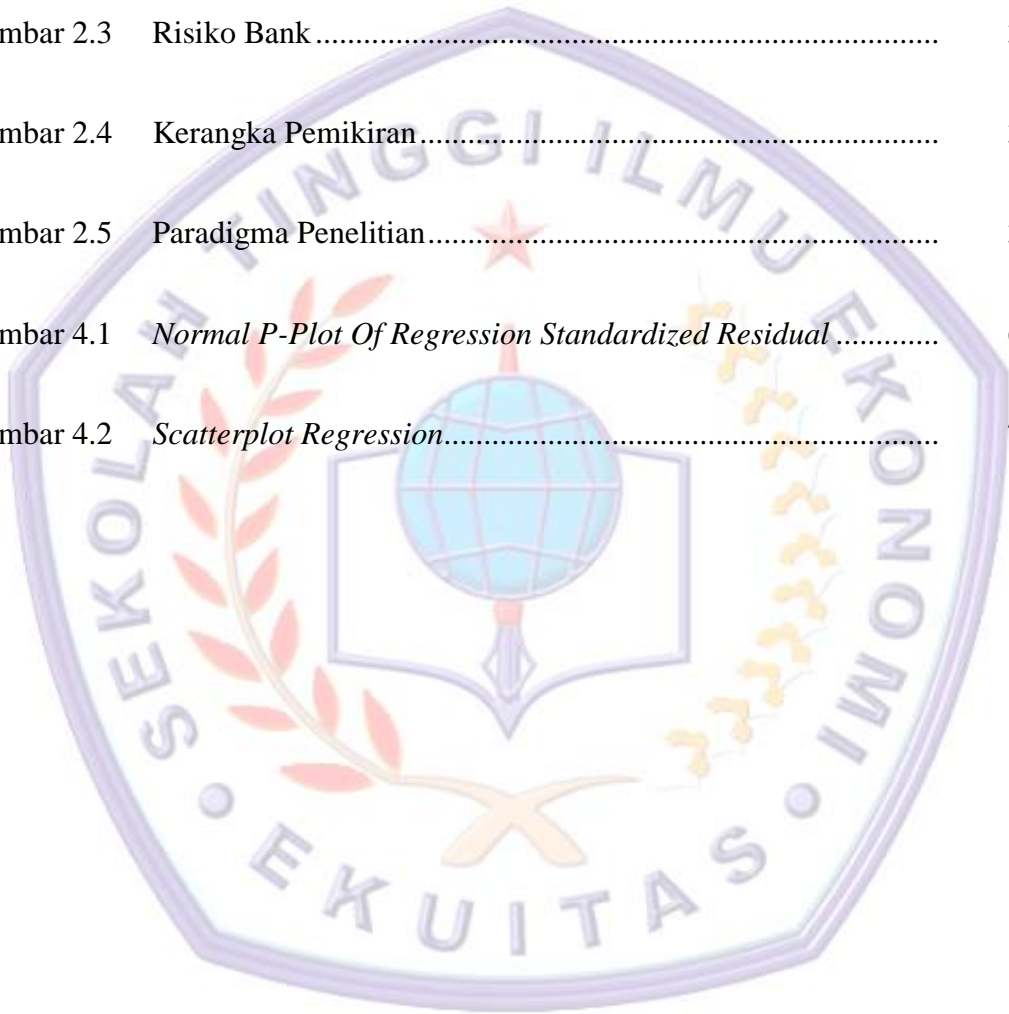 mbar 2.3 Risiko Bank ..............................................................................
mbar 2.4 Kerangka Pemikiran .................................................................
mbar 2.5 Paradigma Penelitian ................................................................
mbar 4.1 Normal P-Plot Of Regression Standardized Residual .............
mbar 4.2 Scatterplot Regression ..............................................................
SEKOLAH TINGGI ILMU EKONOMI
• EKUITAS •